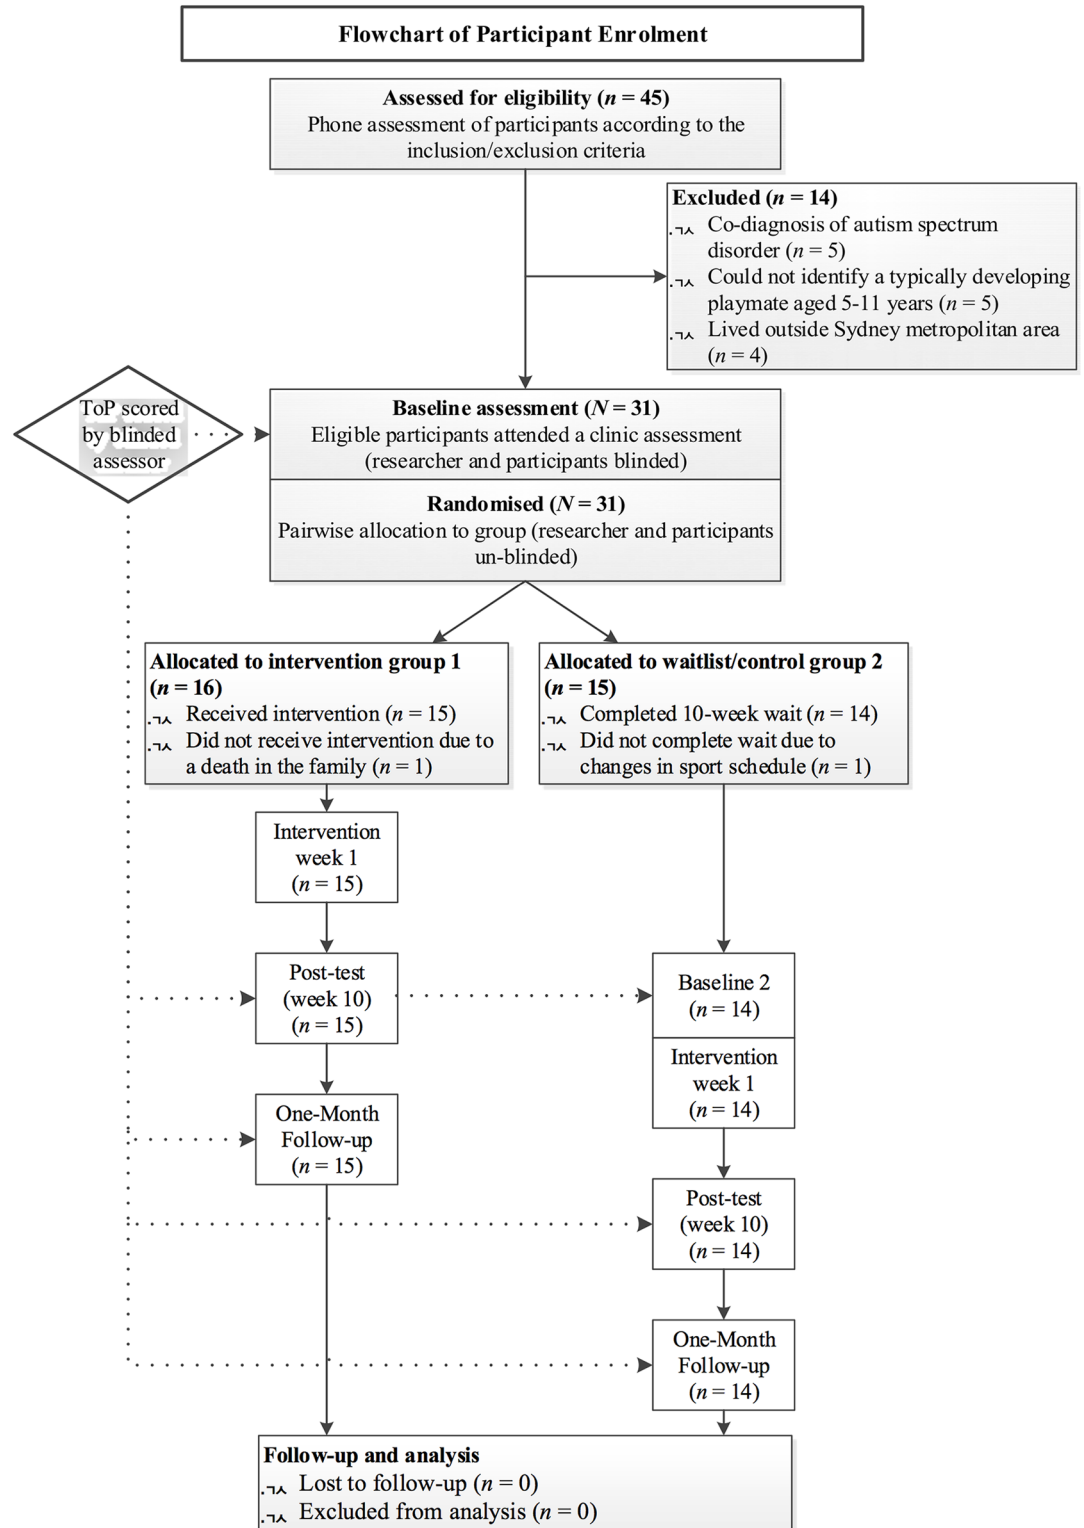 Flowchart of Participant Enrolment
Assessed for eligibility (n = 45)
Phone assessment of participants according to the
inclusion/exclusion criteria
Excluded (n = 14)
Co-diagnosis of autism spectrum
disorder (n = 5)
Could not identify a typically developing
playmate aged 5-11 years (n = 5)
Lived outside Sydney metropolitan area
(n = 4)
ToP scored
by blinded
assessor
Baseline assessment (N = 31)
Eligible participants attended a clinic assessment
(researcher and participants blinded)
Randomised (N = 31)
Pairwise allocation to group (researcher and participants
un-blinded)
Allocated to intervention group 1
(n = 16)
Received intervention (n = 15)
Did not receive intervention due to
a death in the family (n = 1)
Allocated to waitlist/control group 2
(n = 15)
Completed 10-week wait (n = 14)
Did not complete wait due to
changes in sport schedule (n = 1)
Intervention
week 1
(n = 15)
Post-test
(week 10)
(n = 15)
Baseline 2
(n = 14)
Intervention
week 1
(n = 14)
One-Month
Follow-up
(n = 15)
Post-test
(week 10)
(n = 14)
One-Month
Follow-up
(n = 14)
Follow-up and analysis
Lost to follow-up (n = 0)
Excluded from analysis (n = 0)